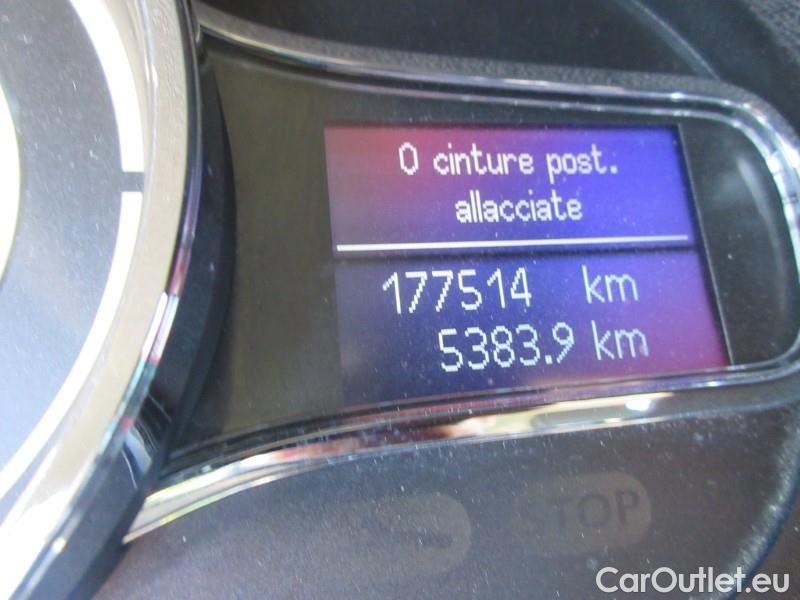 0 cinture post.
allacciate
177514 km
5383.9 km
STOP
CarOutlet.eu